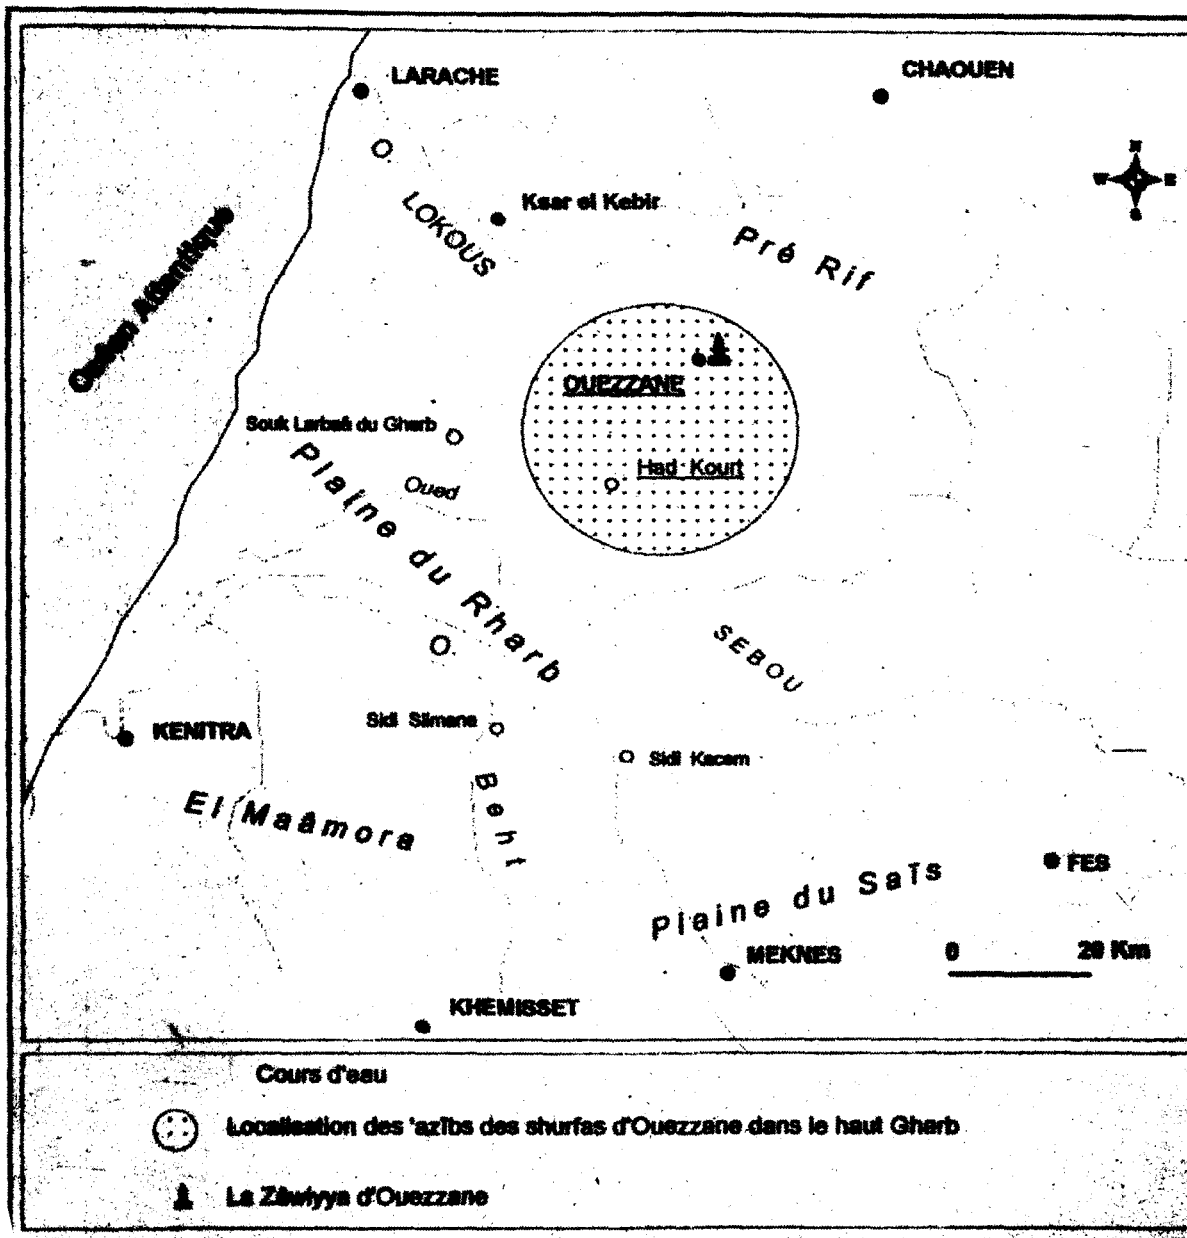 LARACHE
CHAOUEN
N
W E
S
Ksar el Kebir
LOKOUS
Pré Rif
Océan Atlantique
OUEZZANE
Souk Larbaâ du Gharb
Had Kourt
Oued
Plaine du Rharb
SEBOU
Sidi Slimane
KENITRA
Sidi Kacem
Beht
El Maâmora
FES
Plaine du Saïs
MEKNES
0 20 Km
KHEMISSET
Cours d'eau
Localisation des 'azîbs des shurfas d'Ouezzane dans le haut Gharb
La Zâwiyya d'Ouezzane